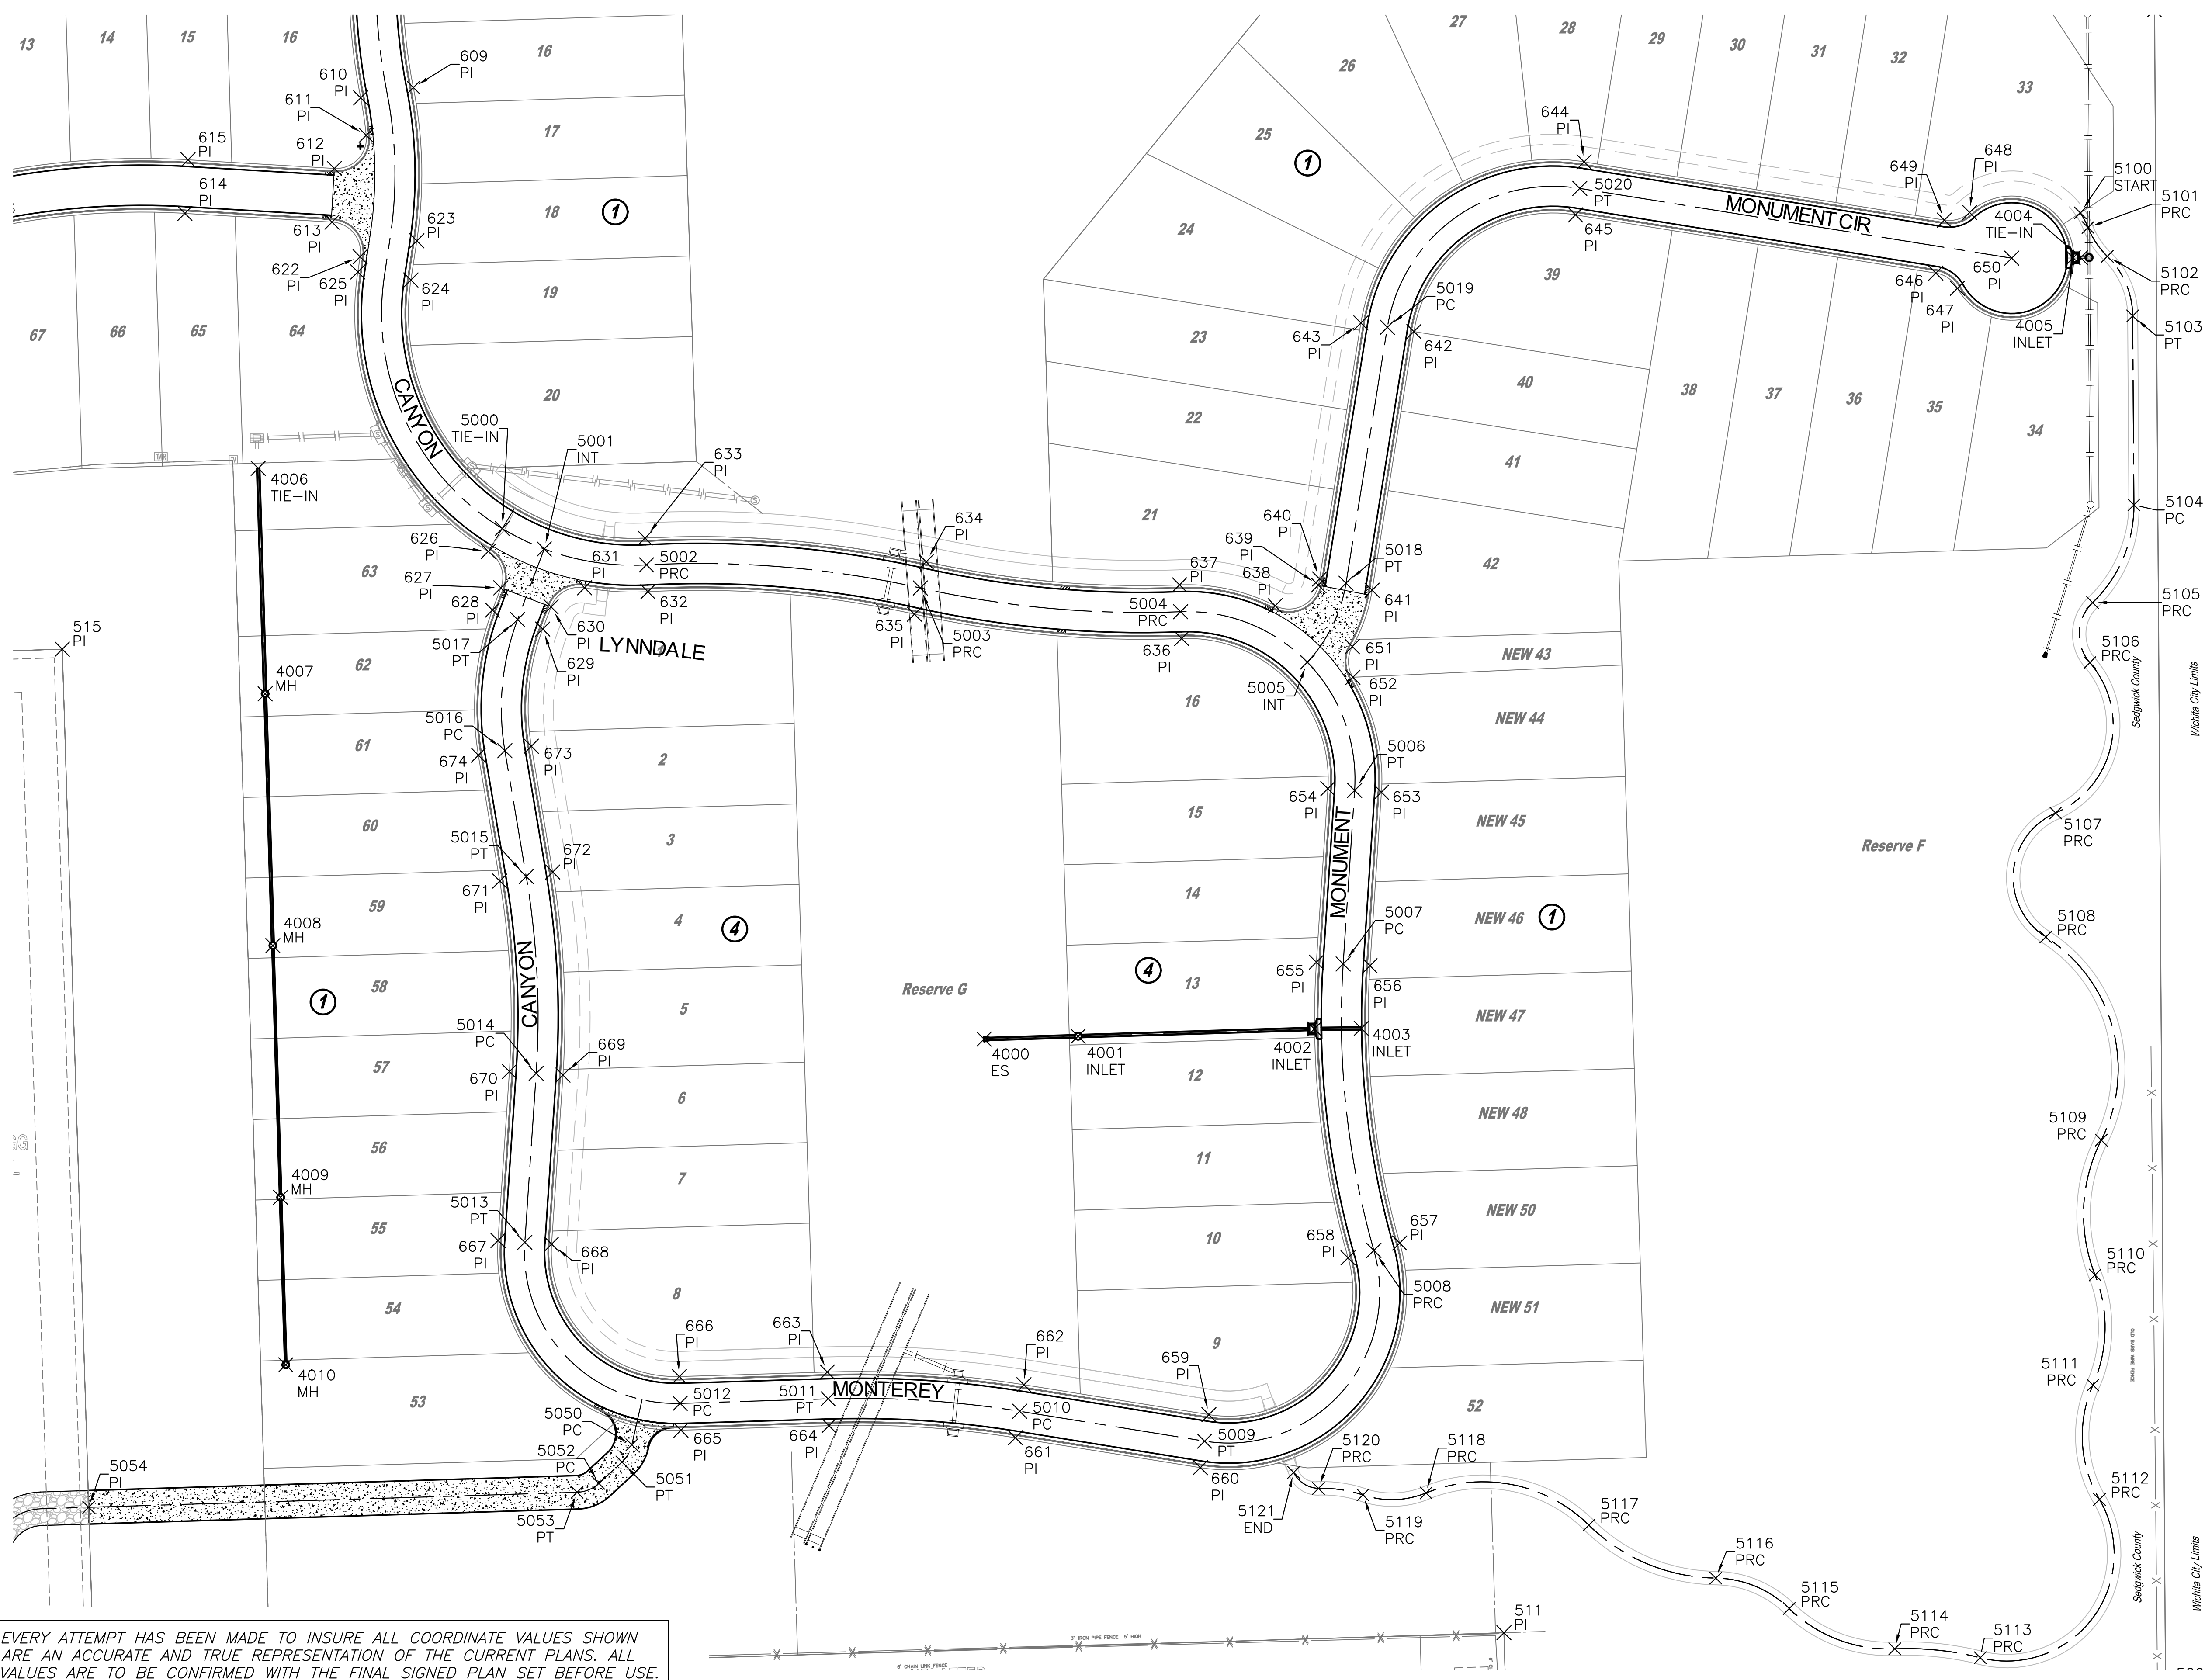 13
14
15
16
610
PI
611
PI
615
PI
612
PI
614
PI
613
PI
622
PI
625
PI
609
PI
16
17
18
1
623
PI
624
PI
19
20
67
66
65
64
CANYON
5000
TIE-IN
5001
INT
633
PI
4006
TIE-IN
626
PI
627
PI
628
PI
63
5017
PT
631
PI
5002
PRC
632
PI
630
PI
629
PI
LYNNDALE
634
PI
635
PI
5003
PRC
515
PI
62
4007
MH
61
5016
PC
674
PI
673
PI
2
60
5015
PT
672
PI
671
PI
3
59
4
4
4008
MH
CANYON
58
1
5
5014
PC
669
PI
57
670
PI
6
56
4009
MH
7
5013
PT
55
667
PI
668
PI
54
8
4010
MH
53
666
PI
663
PI
662
PI
5012
PC
5011
PT
MONTEREY
5010
PC
5050
PC
665
PI
664
PI
661
PI
5052
PC
5051
PT
5054
PI
5053
PT
27
28
29
30
31
32
33
26
25
1
24
23
22
21
644
PI
5020
PT
645
PI
MONUMENT CIR
649
PI
648
PI
5100
START
5101
PRC
4004
TIE-IN
650
PI
646
PI
647
PI
4005
INLET
5102
PRC
5103
PT
39
5019
PC
643
PI
642
PI
40
38
37
36
35
34
41
5104
PC
640
PI
639
PI
638
PI
637
PI
5018
PT
42
641
PI
5004
PRC
636
PI
5005
INT
651
PI
652
PI
NEW 43
16
NEW 44
5105
PRC
5106
PRC
Sedgwick County
Wichita City Limits
5006
PT
654
PI
653
PI
15
NEW 45
5107
PRC
Reserve F
MONUMENT
14
NEW 46
1
5007
PC
5108
PRC
Reserve G
4
13
655
PI
656
PI
NEW 47
4000
ES
4001
INLET
4002
INLET
4003
INLET
12
NEW 48
5109
PRC
11
NEW 50
657
PI
658
PI
10
5110
PRC
5008
PRC
NEW 51
9
659
PI
OLD BARB WIRE FENCE
5111
PRC
52
5009
PT
660
PI
5120
PRC
5118
PRC
5121
END
5119
PRC
5117
PRC
5112
PRC
5116
PRC
5115
PRC
5114
PRC
5113
PRC
Sedgwick County
Wichita City Limits
511
PI
3" IRON PIPE FENCE 5' HIGH
6' CHAIN LINK FENCE
EVERY ATTEMPT HAS BEEN MADE TO INSURE ALL COORDINATE VALUES SHOWN
ARE AN ACCURATE AND TRUE REPRESENTATION OF THE CURRENT PLANS. ALL
VALUES ARE TO BE CONFIRMED WITH THE FINAL SIGNED PLAN SET BEFORE USE.